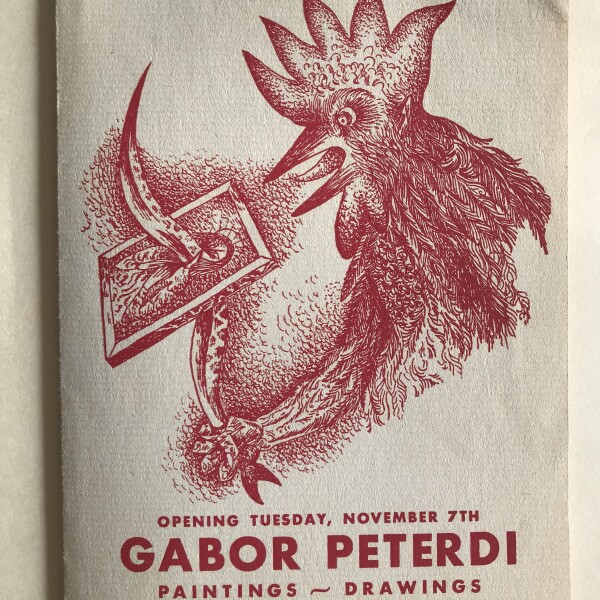 OPENING TUESDAY, NOVEMBER 7TH
GABOR PETERDI
PAINTINGS ~ DRAWINGS